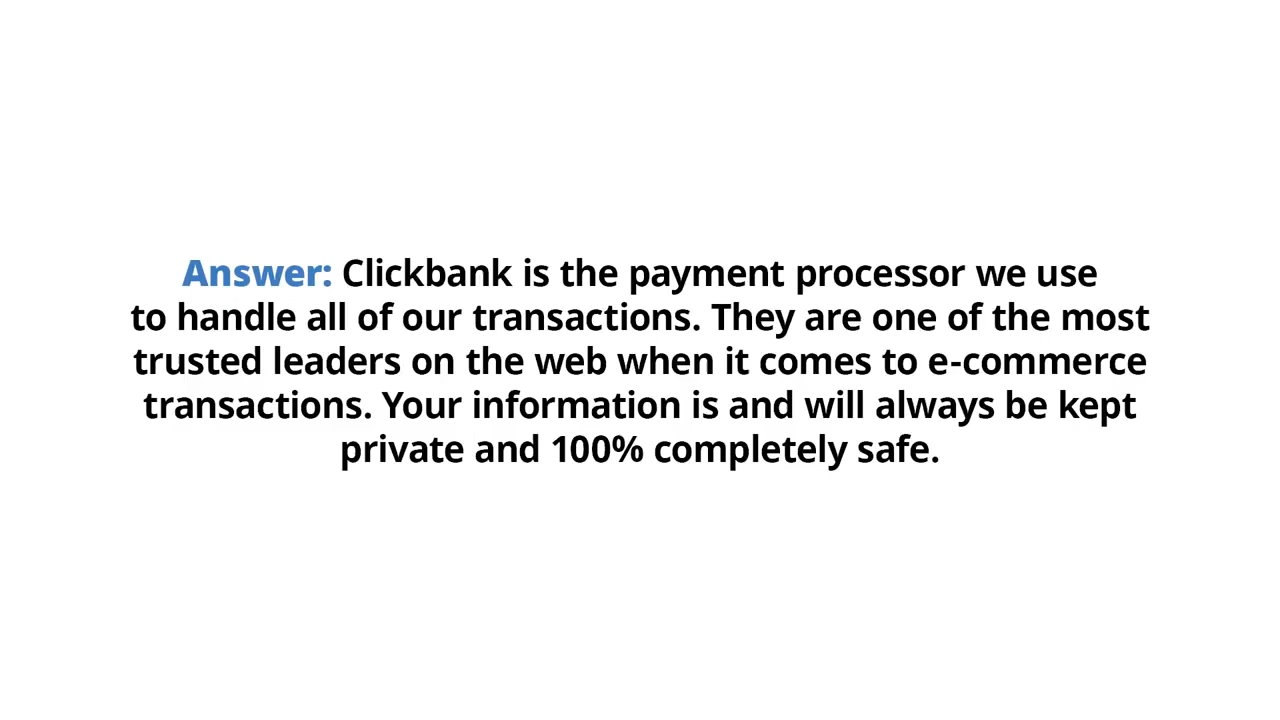 Answer: Clickbank is the payment processor we use
to handle all of our transactions. They are one of the most
trusted leaders on the web when it comes to e-commerce
transactions. Your information is and will always be kept
private and 100% completely safe.